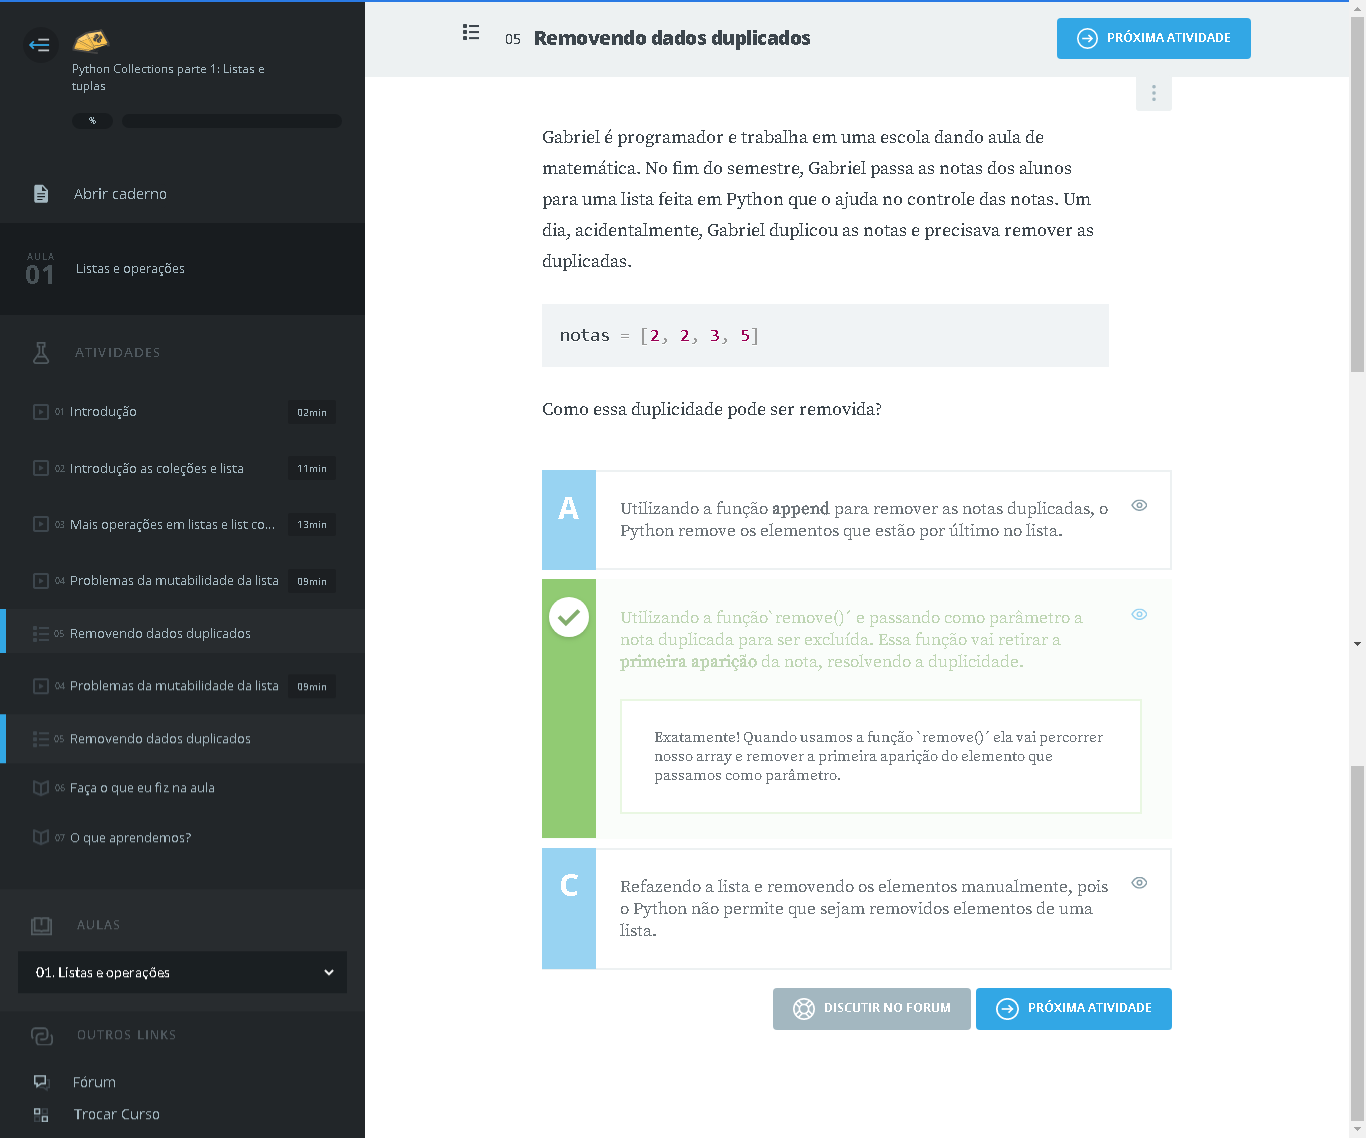 Python Collections parte 1: Listas e
tuplas
%
Abrir caderno
AULA
01
Listas e operações
ATIVIDADES
01 Introdução 02min
02 Introdução as coleções e lista 11min
03 Mais operações em listas e list co... 13min
04 Problemas da mutabilidade da lista 09min
05 Removendo dados duplicados
04 Problemas da mutabilidade da lista 09min
05 Removendo dados duplicados
06 Faça o que eu fiz na aula
07 O que aprendemos?
AULAS
01. Listas e operações
OUTROS LINKS
Fórum
Trocar Curso
05 Removendo dados duplicados
PRÓXIMA ATIVIDADE
Gabriel é programador e trabalha em uma escola dando aula de
matemática. No fim do semestre, Gabriel passa as notas dos alunos
para uma lista feita em Python que o ajuda no controle das notas. Um
dia, acidentalmente, Gabriel duplicou as notas e precisava remover as
duplicadas.
notas = [2, 2, 3, 5]
Como essa duplicidade pode ser removida?
A
Utilizando a função append para remover as notas duplicadas, o
Python remove os elementos que estão por último no lista.
Utilizando a função`remove()´ e passando como parâmetro a
nota duplicada para ser excluída. Essa função vai retirar a
primeira aparição da nota, resolvendo a duplicidade.
Exatamente! Quando usamos a função `remove()´ ela vai percorrer
nosso array e remover a primeira aparição do elemento que
passamos como parâmetro.
C
Refazendo a lista e removendo os elementos manualmente, pois
o Python não permite que sejam removidos elementos de uma
lista.
DISCUTIR NO FORUM
PRÓXIMA ATIVIDADE